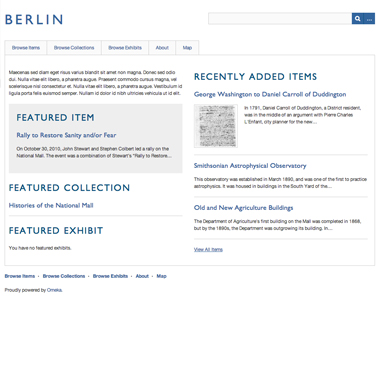 BERLIN
...
Browse Items
Browse Collections
Browse Exhibits
About
Map
Maecenas sed diam eget risus varius blandit sit amet non magna. Donec sed odio
dui. Nulla vitae elit libero, a pharetra augue. Praesent commodo cursus magna, vel
scelerisque nisl consectetur et. Nulla vitae elit libero, a pharetra augue. Vestibulum id
ligula porta felis euismod semper. Nullam id dolor id nibh ultricies vehicula ut id elit.
FEATURED ITEM
Rally to Restore Sanity and/or Fear
On October 30, 2010, Jon Stewart and Stephen Colbert led a rally on the
National Mall. The event was a combination of Stewart's "Rally to Restore...
FEATURED COLLECTION
Histories of the National Mall
FEATURED EXHIBIT
You have no featured exhibits.
RECENTLY ADDED ITEMS
George Washington to Daniel Carroll of Duddington
In 1791, Daniel Carroll of Duddington, a District resident,
was in the middle of an argument with Pierre Charles
L'Enfant, city planner for the new...
Smithsonian Astrophysical Observatory
This observatory was established in March 1890, and was one of the first to practice
astrophysics. It was housed in buildings in the South Yard of the...
Old and New Agriculture Buildings
The Department of Agriculture's first building on the Mall was completed in 1868,
but by the 1890s, the Department was outgrowing its building. In...
View All Items
Browse Items
Browse Collections
Browse Exhibits
About
Map
Proudly powered by Omeka.